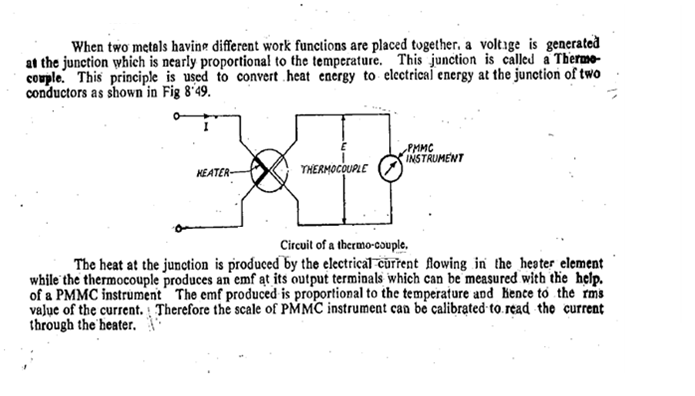 When two metals having different work functions are placed together, a voltage is generated
at the junction which is nearly proportional to the temperature. This junction is called a Thermo-
couple. This principle is used to convert heat energy to electrical energy at the junction of two
conductors as shown in Fig 8·49.
I
E
PMMC
INSTRUMENT
HEATER
THERMOCOUPLE
Circuit of a thermo-couple.
The heat at the junction is produced by the electrical current flowing in the heater element
while the thermocouple produces an emf at its output terminals which can be measured with the help.
of a PMMC instrument The emf produced is proportional to the temperature and hence to the rms
value of the current. Therefore the scale of PMMC instrument can be calibrated to read the current
through the heater.